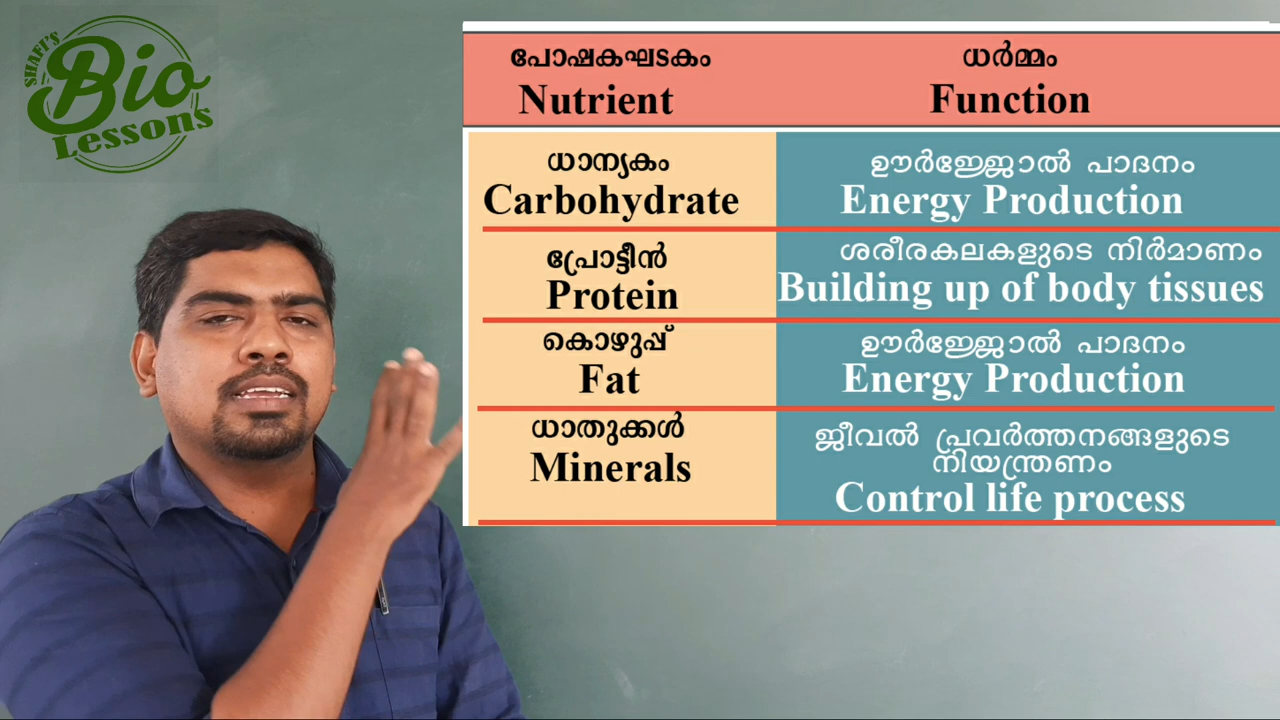 SHAFI'S
Bio
Lessons
പോഷകഘടകം
Nutrient
ധർമ്മം
Function
ധാന്യകം
Carbohydrate
ഊർജ്ജോൽ പാദനം
Energy Production
പ്രോട്ടീൻ
Protein
ശരീരകലകളുടെ നിർമാണം
Building up of body tissues
കൊഴുപ്പ്
Fat
ഊർജ്ജോൽ പാദനം
Energy Production
ധാതുക്കൾ
Minerals
ജീവൽ പ്രവർത്തനങ്ങളുടെ
നിയന്ത്രണം
Control life process